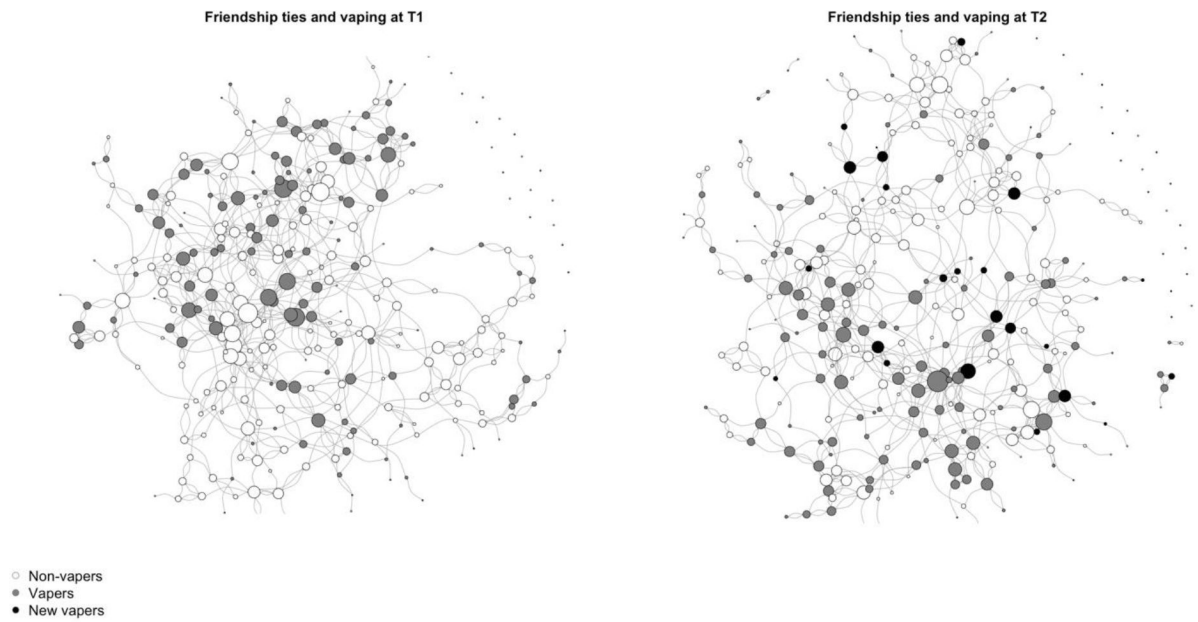 Friendship ties and vaping at T1
Friendship ties and vaping at T2
Non-vapers
Vapers
New vapers